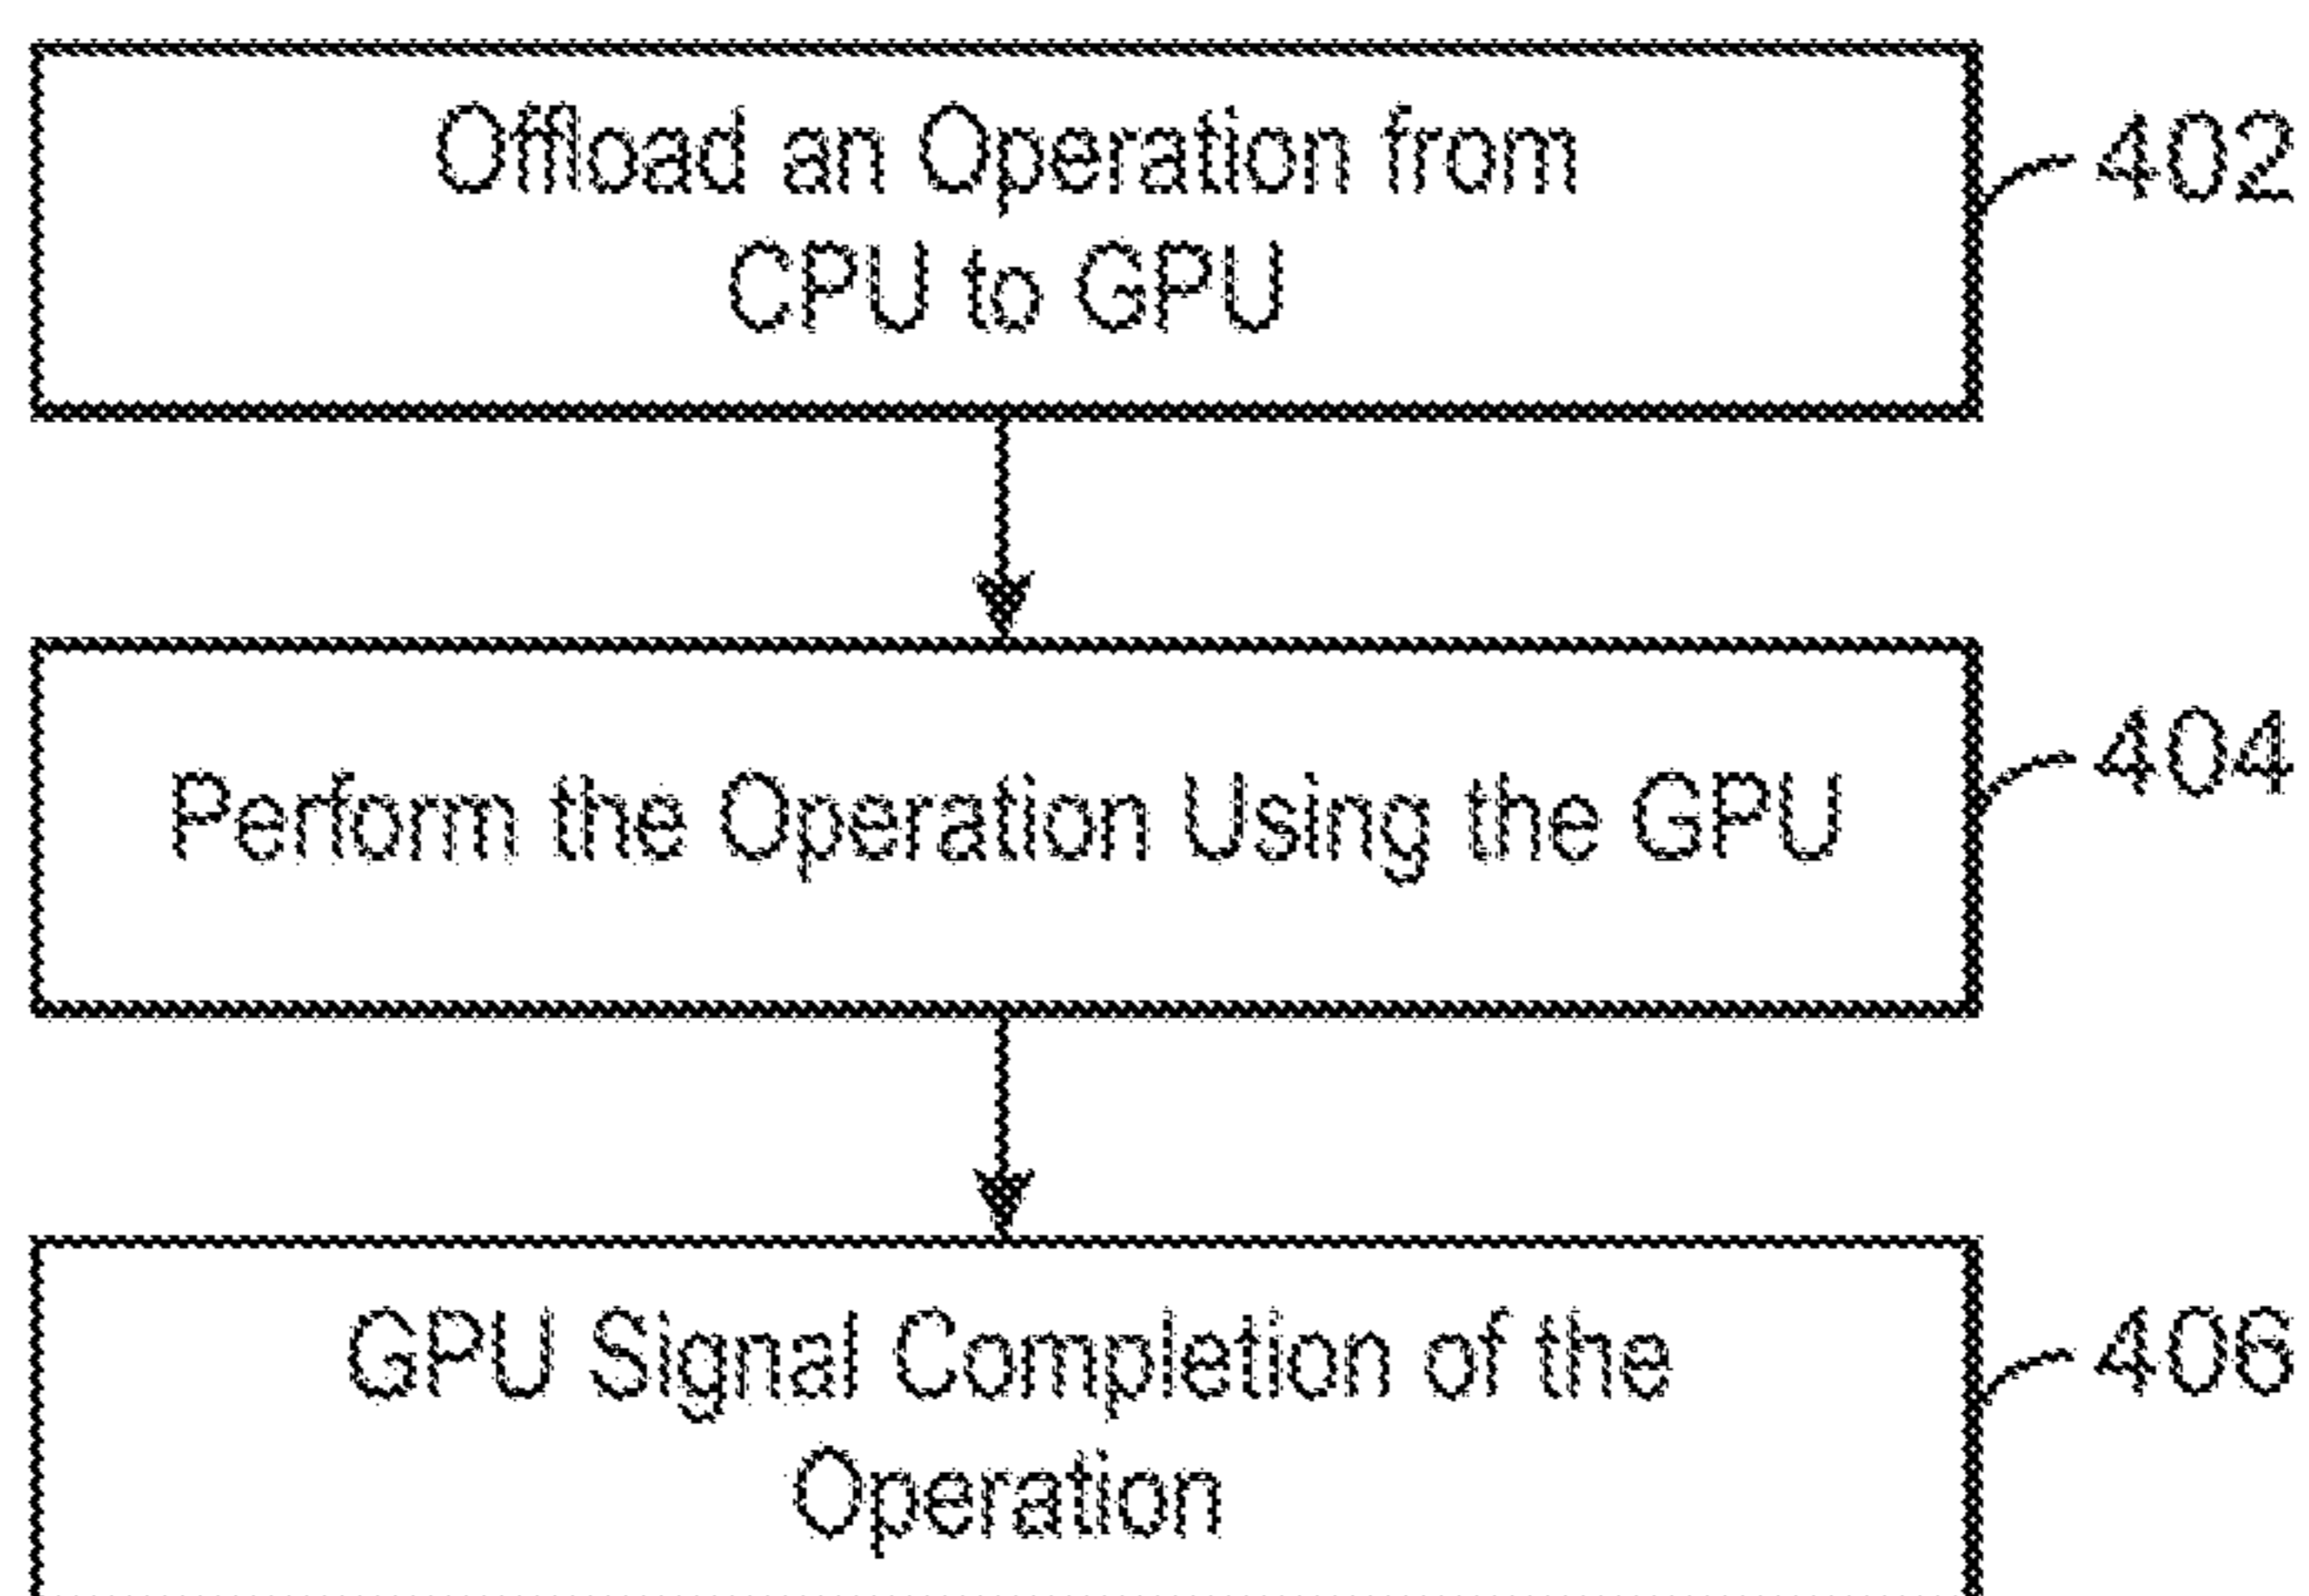 Offload an Operation from
CPU to GPU
402
Perform the Operation Using the GPU
404
GPU Signal Completion of the
Operation
406